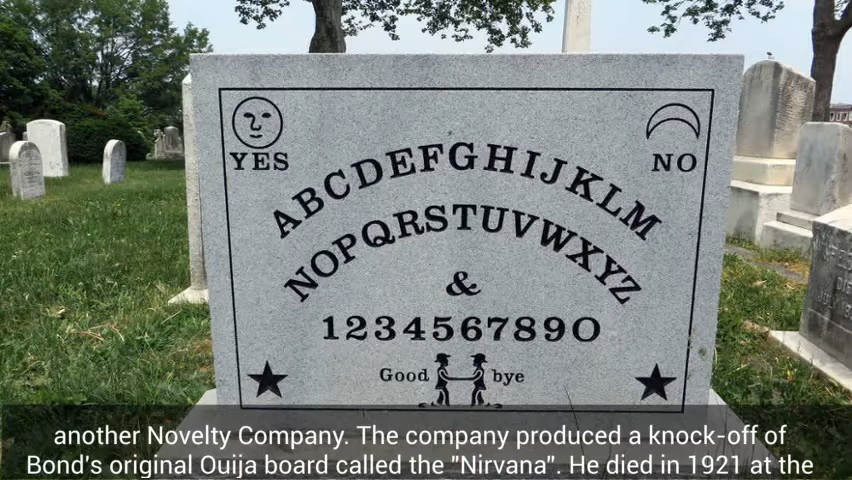 YES
NO
ABCDEFGHIJKLM
NOPQRSTUVWXYZ
&
1234567890
Good bye
another Novelty Company. The company produced a knock-off of
Bond's original Ouija board called the "Nirvana". He died in 1921 at the